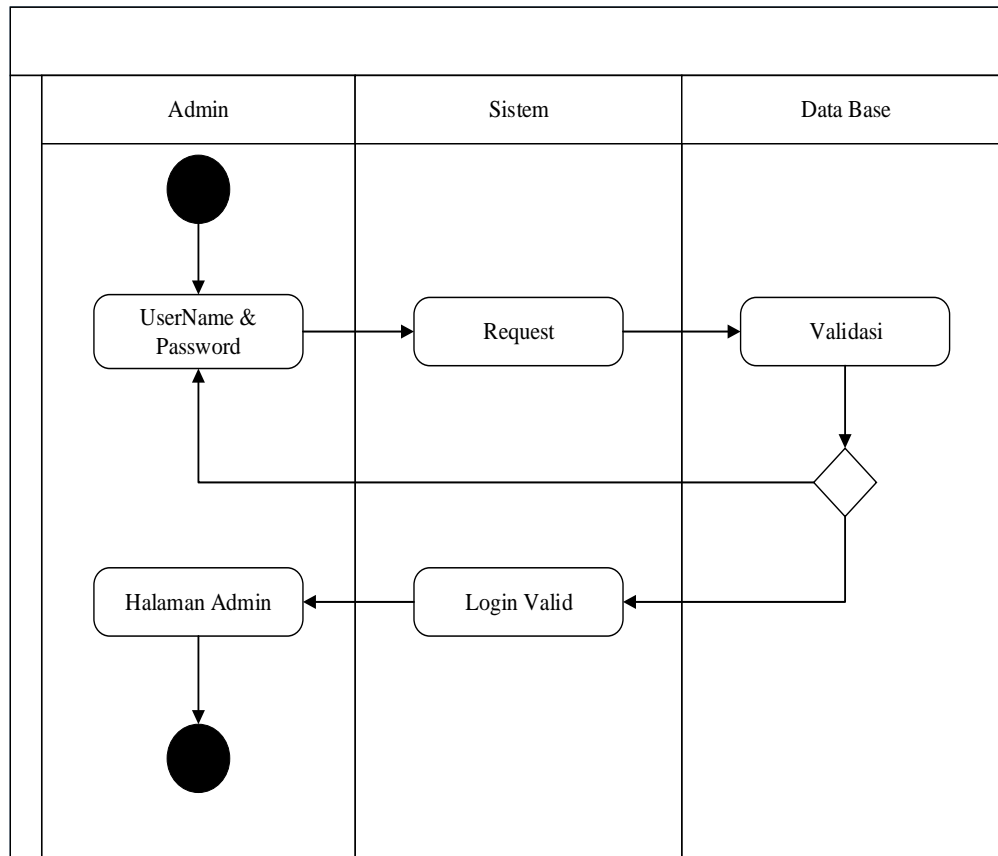 Admin
Sistem
Data Base
UserName &
Password
Request
Validasi
Halaman Admin
Login Valid